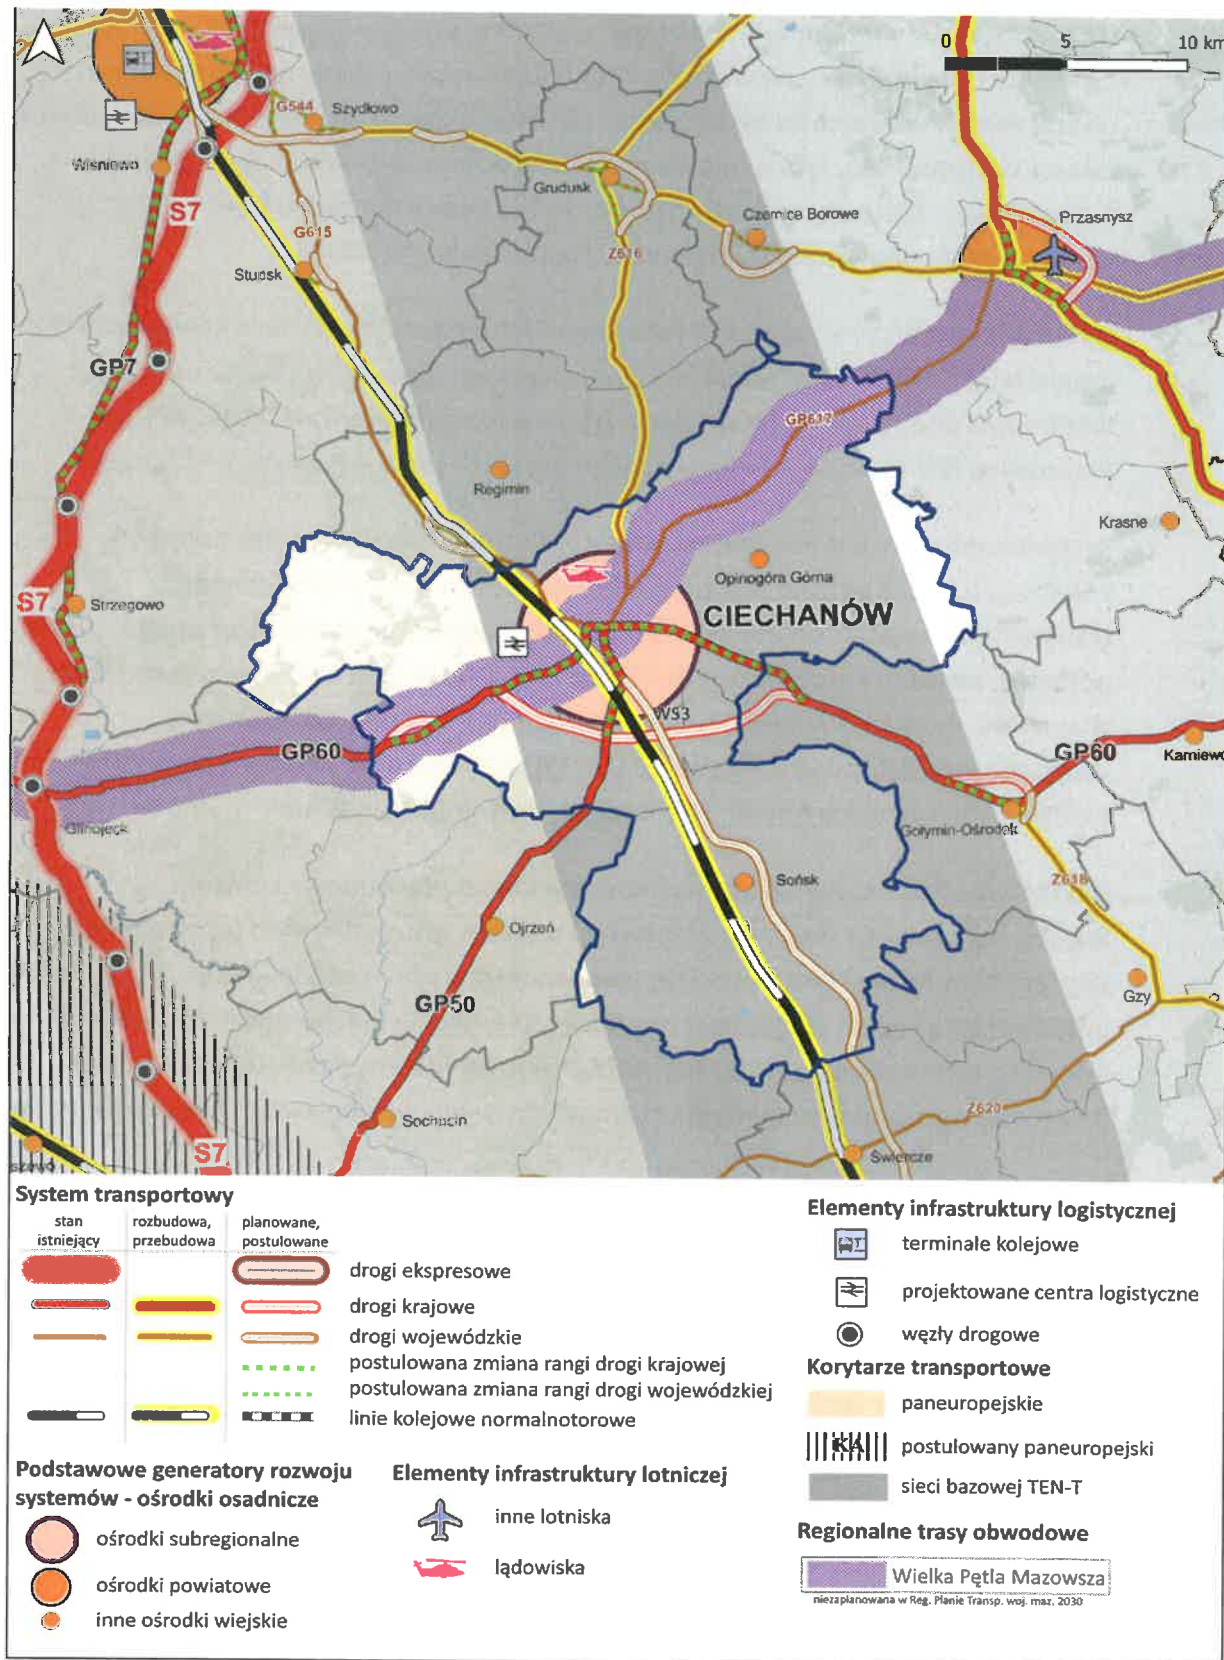 0 5 10 km
G544
Szydłowo
Wiśniewo
S7
Grudusk
Czernice Borowe
Przasnysz
G615
Stupsk
Z616
GP7
GP617
Regimin
Krasne
Opinogóra Górna
S7
Strzegowo
CIECHANÓW
W53
GP60
GP60
Karniewo
Glinojeck
Gołymin-Ośrodek
Sońsk
Z618
Ojrzeń
GP50
Gzy
Sochocin
Z620
S7
Świercze
System transportowy
stan istniejący
rozbudowa, przebudowa
planowane, postulowane
drogi ekspresowe
drogi krajowe
drogi wojewódzkie
postulowana zmiana rangi drogi krajowej
postulowana zmiana rangi drogi wojewódzkiej
linie kolejowe normalnotorowe
Podstawowe generatory rozwoju
systemów - ośrodki osadnicze
ośrodki subregionalne
ośrodki powiatowe
inne ośrodki wiejskie
Elementy infrastruktury lotniczej
inne lotniska
lądowiska
Elementy infrastruktury logistycznej
terminale kolejowe
projektowane centra logistyczne
węzły drogowe
Korytarze transportowe
paneuropejskie
KA
postulowany paneuropejski
sieci bazowej TEN-T
Regionalne trasy obwodowe
Wielka Pętla Mazowsza
niezaplanowana w Reg. Planie Transp. woj. maz. 2030